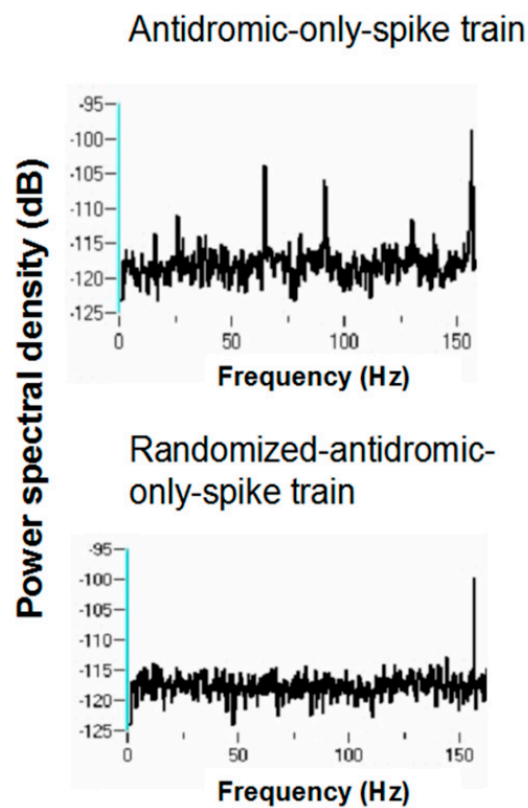 Antidromic-only-spike train
Power spectral density (dB)
-95
-100
-105
-110
-115
-120
-125
0 50 100 150
Frequency (Hz)
Randomized-antidromic-
only-spike train
-95
-100
-105
-110
-115
-120
-125
0 50 100 150
Frequency (Hz)